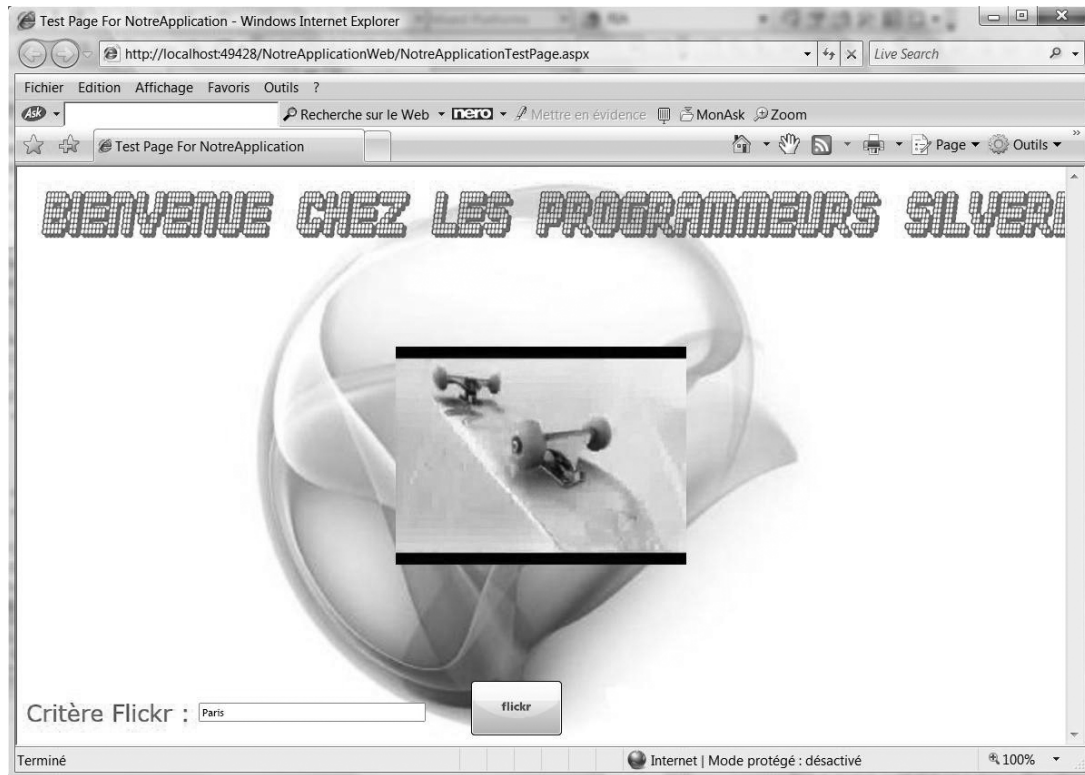 Test Page For NotreApplication - Windows Internet Explorer
http://localhost:49428/NotreApplicationWeb/NotreApplicationTestPage.aspx
Live Search
Fichier Edition Affichage Favoris Outils ?
Ask Recherche sur le Web nero Mettre en évidence MonAsk Zoom
Test Page For NotreApplication Page Outils »
BIENVENUE CHEZ LES PROGRAMMEURS SILVERL
Critère Flickr : Paris flickr
Terminé Internet | Mode protégé : désactivé 100%